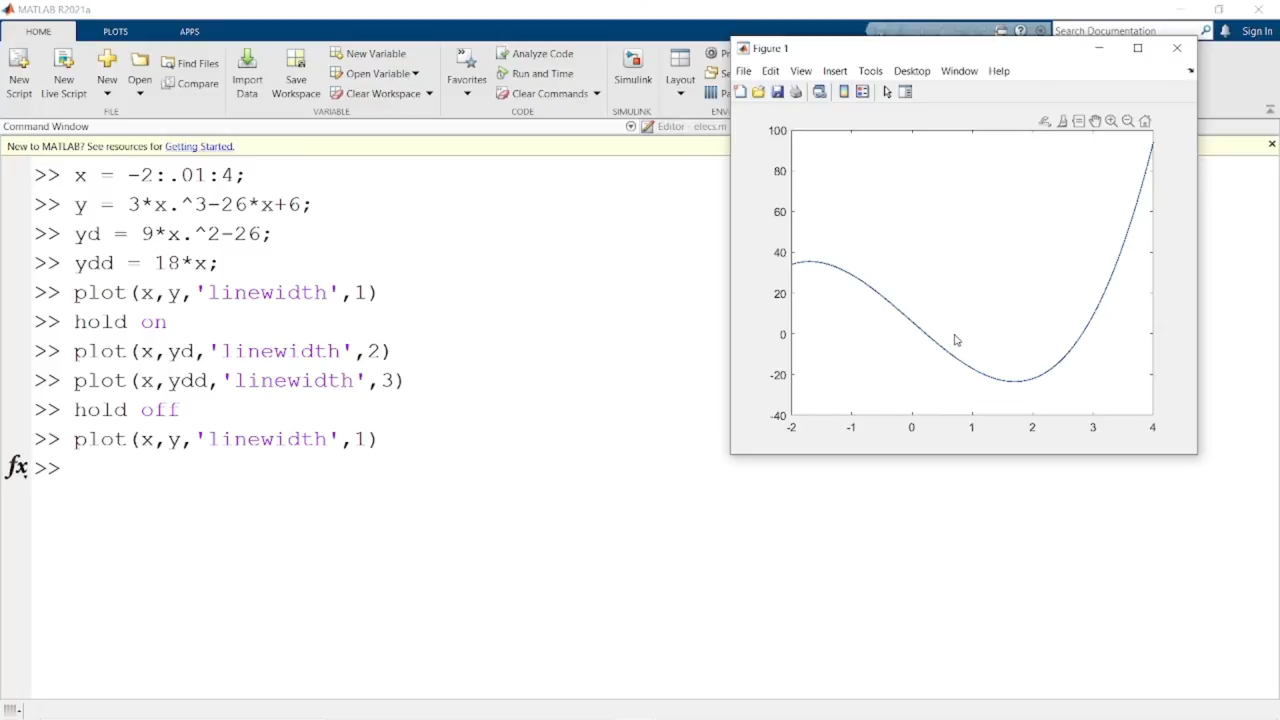 MATLAB R2021a
HOME PLOTS APPS
Search Documentation
Sign In
New Script
New Live Script
New
Open
Find Files
Compare
FILE
Import Data
Save Workspace
New Variable
Open Variable
Clear Workspace
VARIABLE
Favorites
Analyze Code
Run and Time
Clear Commands
CODE
Simulink
SIMULINK
Layout
Command Window
Editor - elecs.m
New to MATLAB? See resources for Getting Started.
>> x = -2:.01:4;
>> y = 3*x.^3-26*x+6;
>> yd = 9*x.^2-26;
>> ydd = 18*x;
>> plot(x,y,'linewidth',1)
>> hold on
>> plot(x,yd,'linewidth',2)
>> plot(x,ydd,'linewidth',3)
>> hold off
>> plot(x,y,'linewidth',1)
fx >>
Figure 1
File Edit View Insert Tools Desktop Window Help
100
80
60
40
20
0
-20
-40
-2 -1 0 1 2 3 4